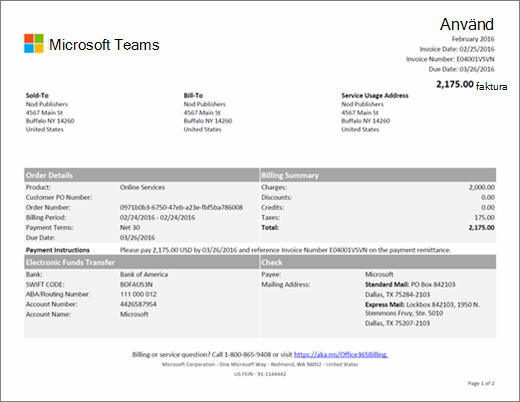 Använd
Microsoft Teams
February 2016
Invoice Date: 02/25/2016
Invoice Number: E04001VSVN
Due Date: 03/26/2016
2,175.00 faktura
Sold-To
Nod Publishers
4567 Main St
Buffalo NY 14260
United States
Bill-To
Nod Publishers
4567 Main St
Buffalo NY 14260
United States
Service Usage Address
Nod Publishers
4567 Main St
Buffalo NY 14260
United States
Order Details
Product: Online Services
Customer PO Number:
Order Number: 0971b0b3-6750-47eb-a23e-fbf5ba786008
Billing Period: 02/24/2016 - 02/24/2016
Payment Terms: Net 30
Due Date: 03/26/2016
Billing Summary
Charges: 2,000.00
Discounts: 0.00
Credits: 0.00
Taxes: 175.00
Total: 2,175.00
Payment Instructions Please pay 2,175.00 USD by 03/26/2016 and reference Invoice Number E04001VSVN on the payment remittance.
Electronic Funds Transfer
Bank: Bank of America
SWIFT CODE: BOFAUS3N
ABA/Routing Number: 111 000 012
Account Number: 4426587954
Account Name: Microsoft
Check
Payee: Microsoft
Mailing Address: Standard Mail: PO Box 842103
Dallas, TX 75284-2103
Express Mail: Lockbox 842103, 1950 N.
Stemmons Frwy, Ste. 5010
Dallas, TX 75207-2103
Billing or service question? Call 1-800-865-9408 or visit https://aka.ms/Office365Billing.
Microsoft Corporation - One Microsoft Way - Redmond, WA 98052 - United States
US FEIN - 91-1144442
Page 1 of 2